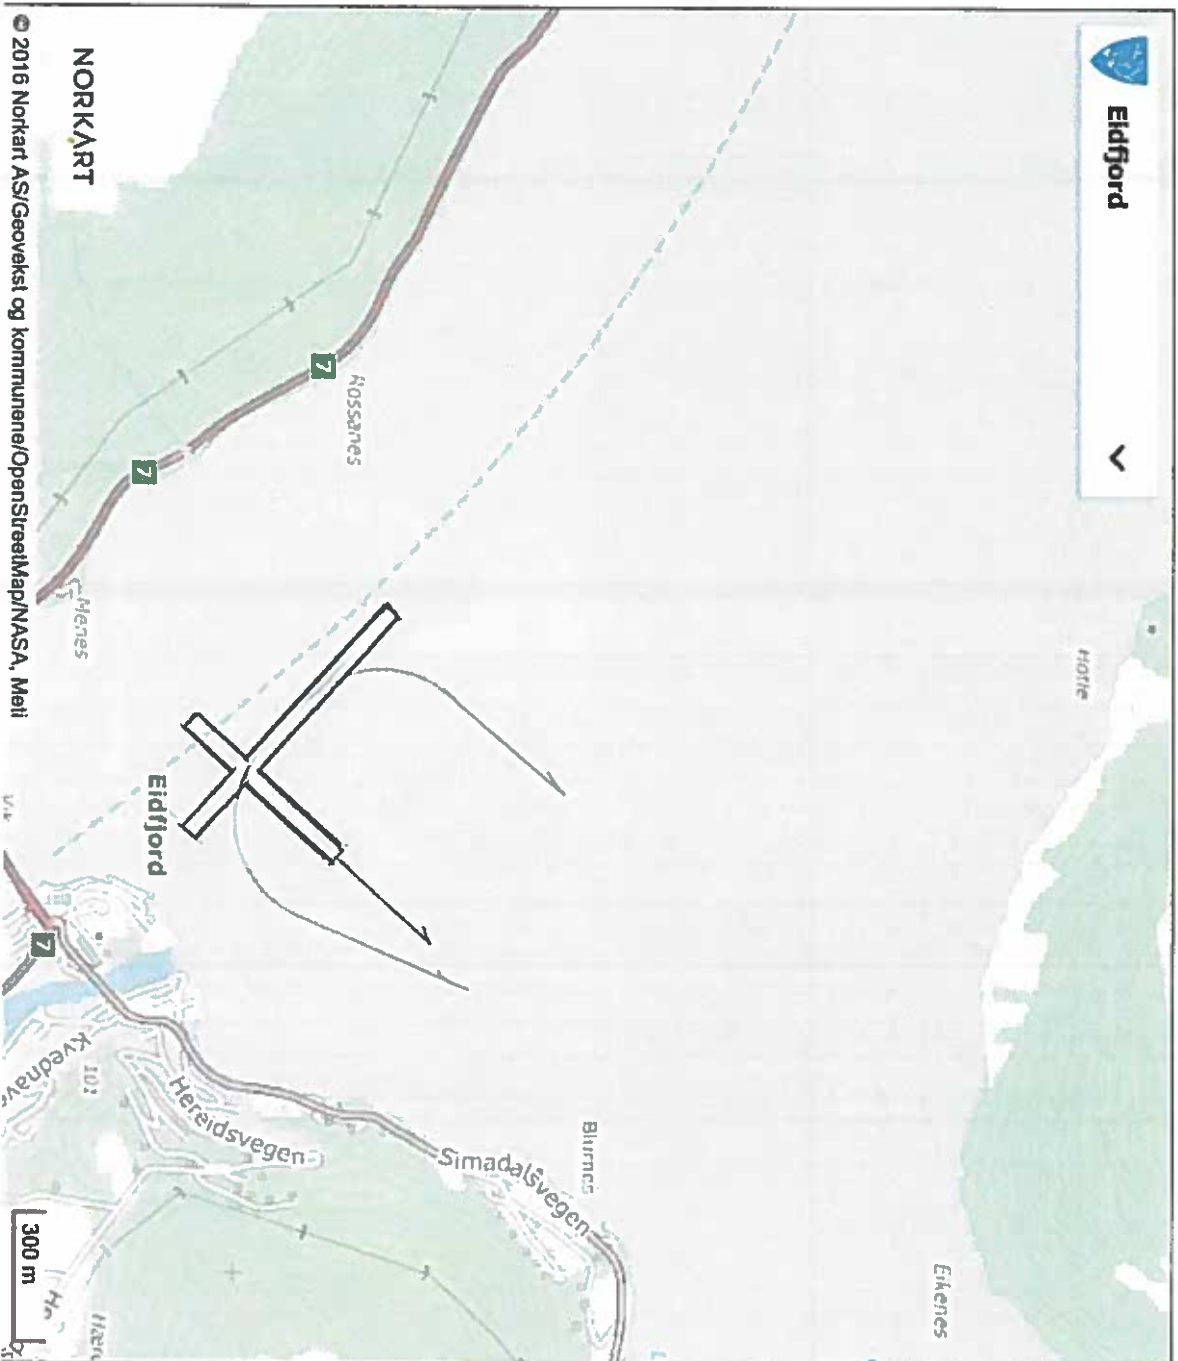 Eidfjord
Hotle
Eikenes
Blurnes
Simadalsvegen
Rossanes
7
7
Hereidsvegen
Eidfjord
NORKART
7
300 m
© 2016 Norkart AS/Geovekst og kommunene/OpenStreetMap/NASA, Meti